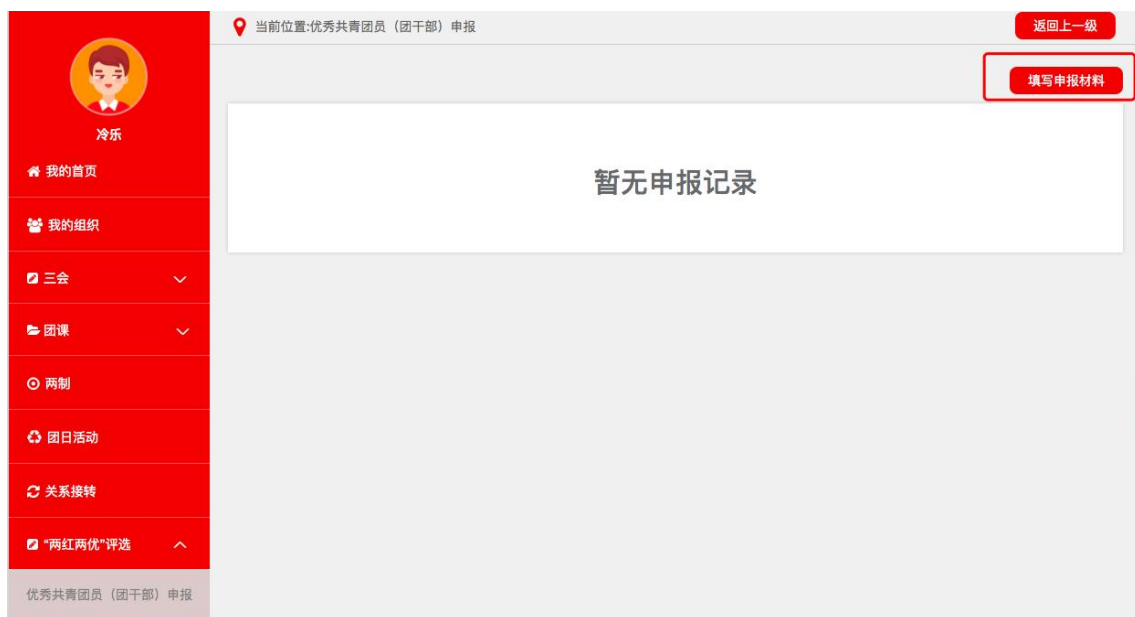 当前位置:优秀共青团员（团干部）申报
返回上一级
填写申报材料
冷乐
我的首页
暂无申报记录
我的组织
三会
团课
两制
团日活动
关系接转
“两红两优”评选
优秀共青团员（团干部）申报